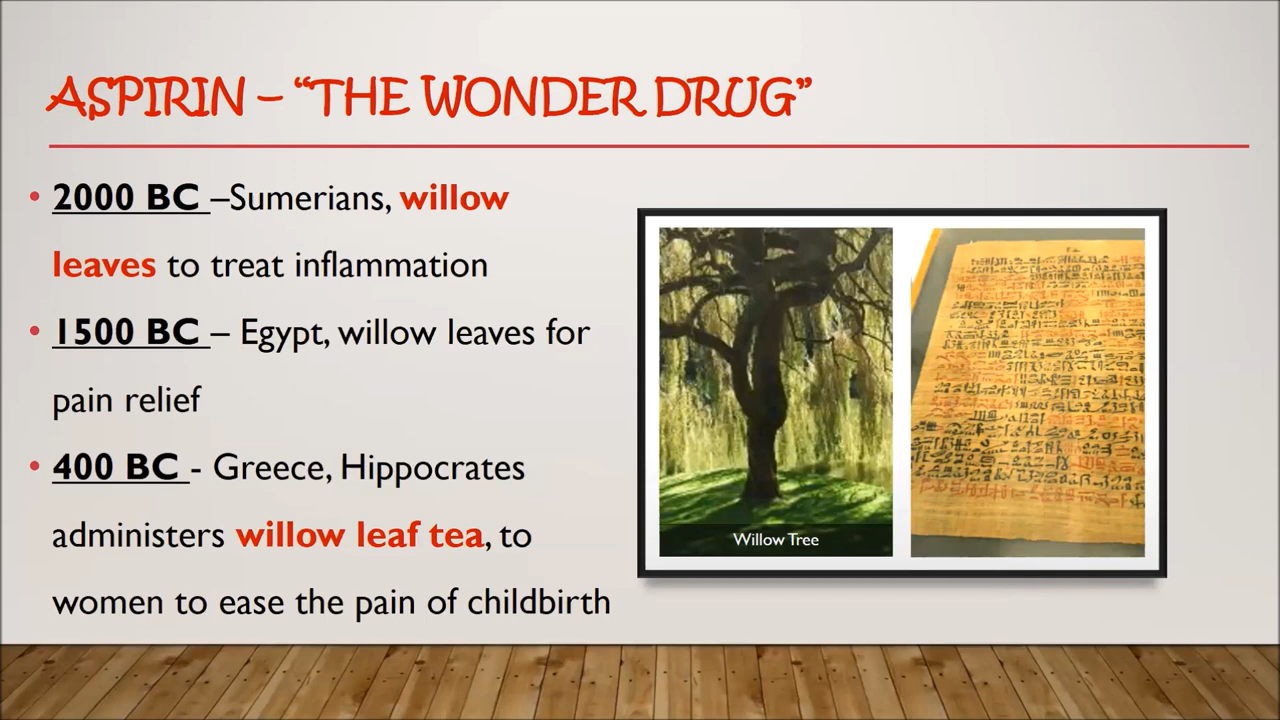 ASPIRIN – “THE WONDER DRUG”
• 2000 BC –Sumerians, willow
leaves to treat inflammation
• 1500 BC – Egypt, willow leaves for
pain relief
• 400 BC - Greece, Hippocrates
administers willow leaf tea, to
women to ease the pain of childbirth
Willow Tree